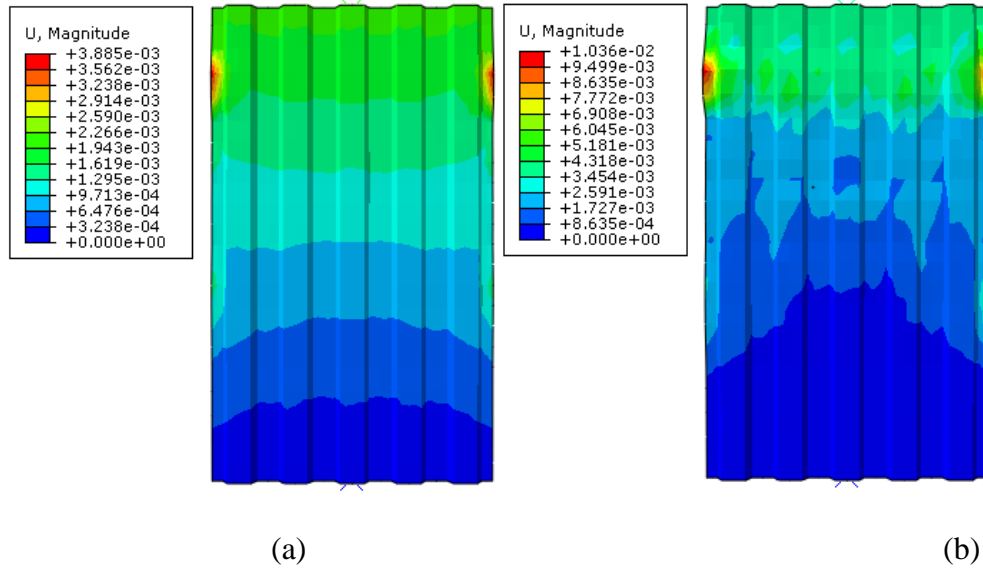 U, Magnitude
+3.885e-03
+3.562e-03
+3.238e-03
+2.914e-03
+2.590e-03
+2.266e-03
+1.943e-03
+1.619e-03
+1.295e-03
+9.713e-04
+6.476e-04
+3.238e-04
+0.000e+00
U, Magnitude
+1.036e-02
+9.499e-03
+8.635e-03
+7.772e-03
+6.908e-03
+6.045e-03
+5.181e-03
+4.318e-03
+3.454e-03
+2.591e-03
+1.727e-03
+8.635e-04
+0.000e+00
(a)
(b)